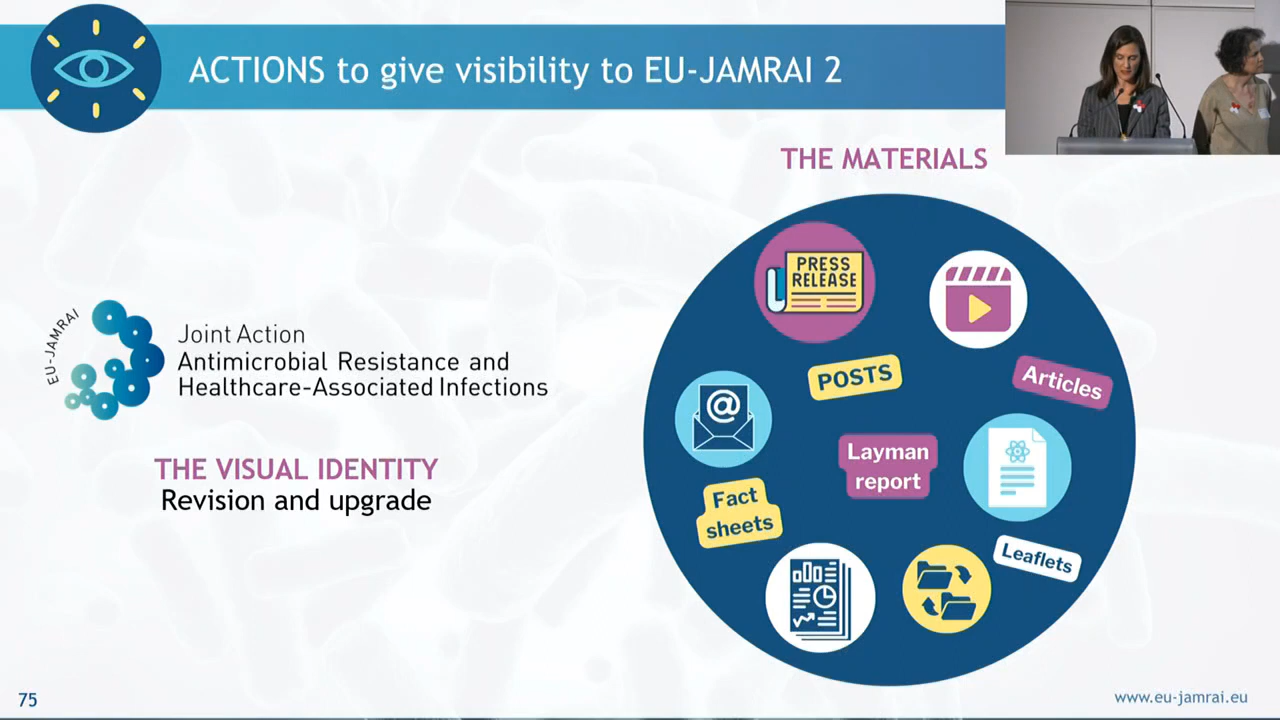 ACTIONS to give visibility to EU-JAMRAI 2
THE MATERIALS
PRESS
RELEASE
POSTS
Articles
@
Layman
report
Fact
sheets
Leaflets
EU-JAMRAI
Joint Action
Antimicrobial Resistance and
Healthcare-Associated Infections
THE VISUAL IDENTITY
Revision and upgrade
75
www.eu-jamrai.eu